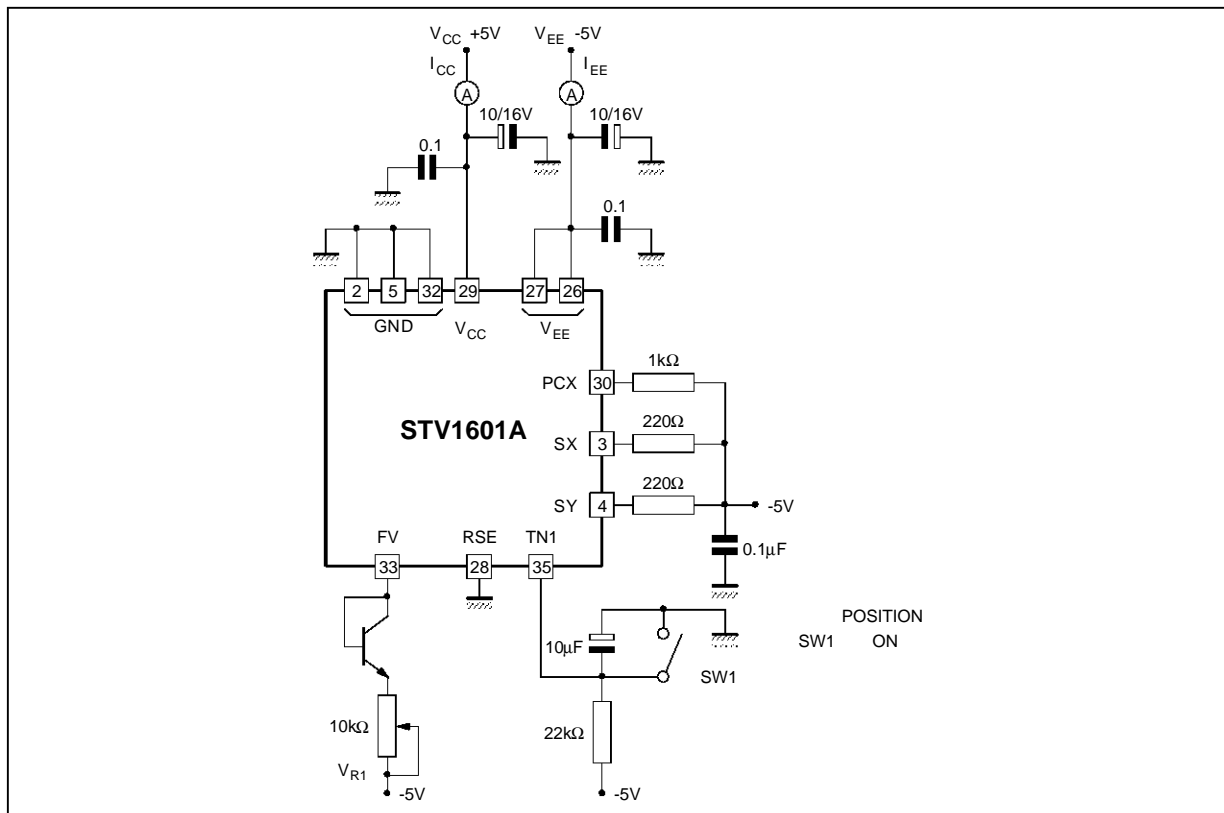 VCC +5V
VEE -5V
ICC
IEE
A
A
10/16V
10/16V
0.1
0.1
2
5
32
29
27
26
GND
VCC
VEE
1kΩ
PCX
30
220Ω
STV1601A
SX
3
220Ω
SY
4
-5V
0.1μF
FV
RSE
TN1
33
28
35
POSITION
SW1 ON
10μF
SW1
10kΩ
22kΩ
VR1
-5V
-5V